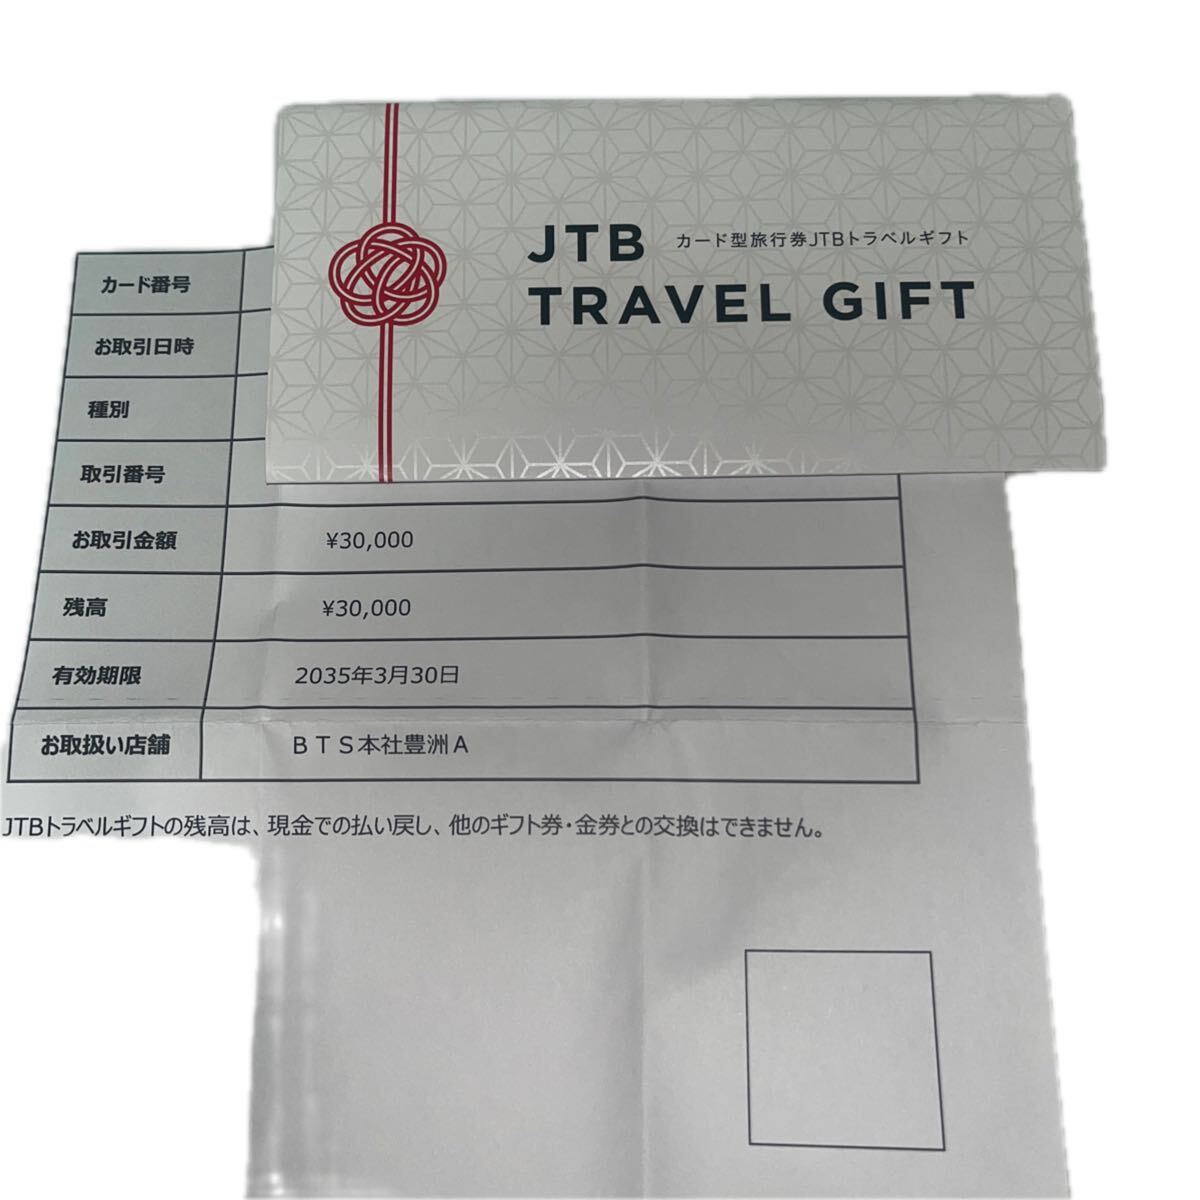 JTB カード型旅行券JTBトラベルギフト
TRAVEL GIFT
カード番号
お取引日時
種別
取引番号
お取引金額 ¥30,000
残高 ¥30,000
有効期限 2035年3月30日
お取扱い店舗 BTS本社豊洲A
JTBトラベルギフトの残高は、現金での払い戻し、他のギフト券・金券との交換はできません。